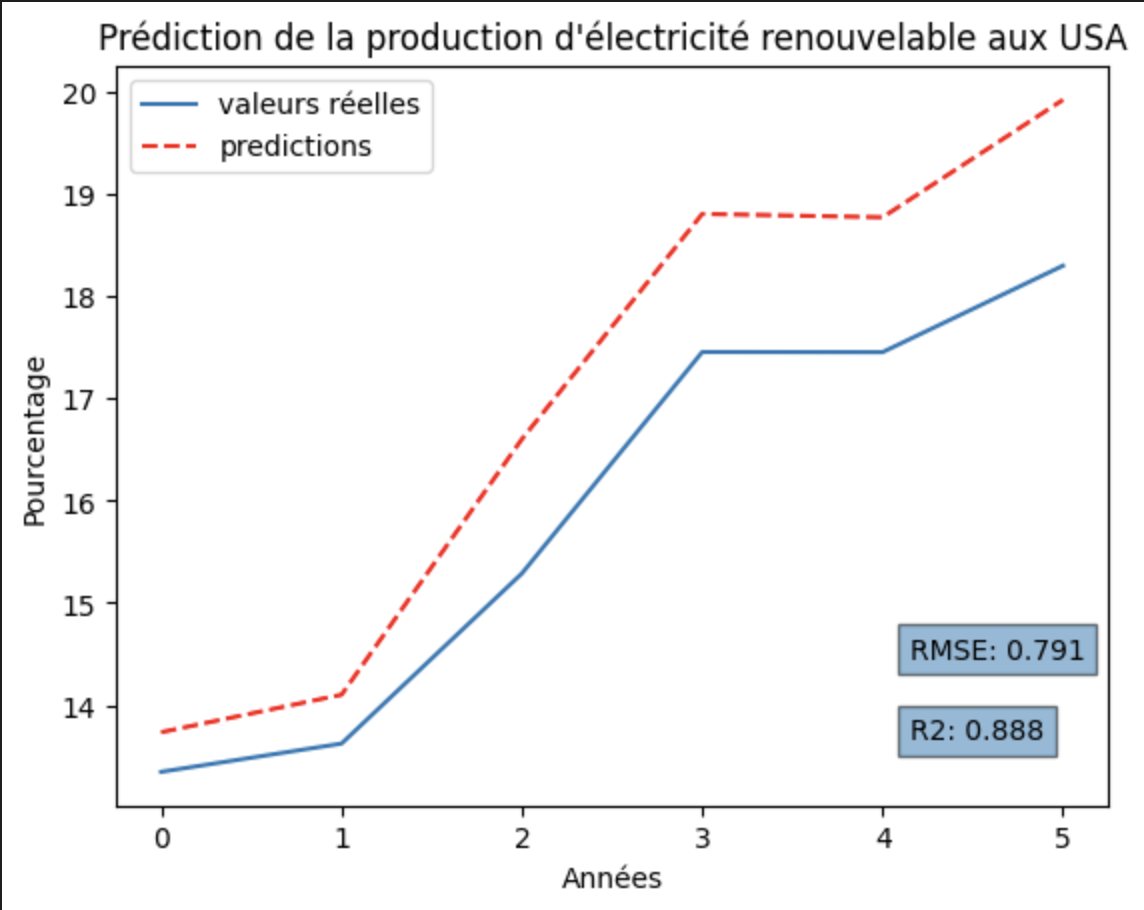 Prédiction de la production d'électricité renouvelable aux USA
valeurs réelles
predictions
20
19
18
17
16
15
14
Pourcentage
RMSE: 0.791
R2: 0.888
0 1 2 3 4 5
Années